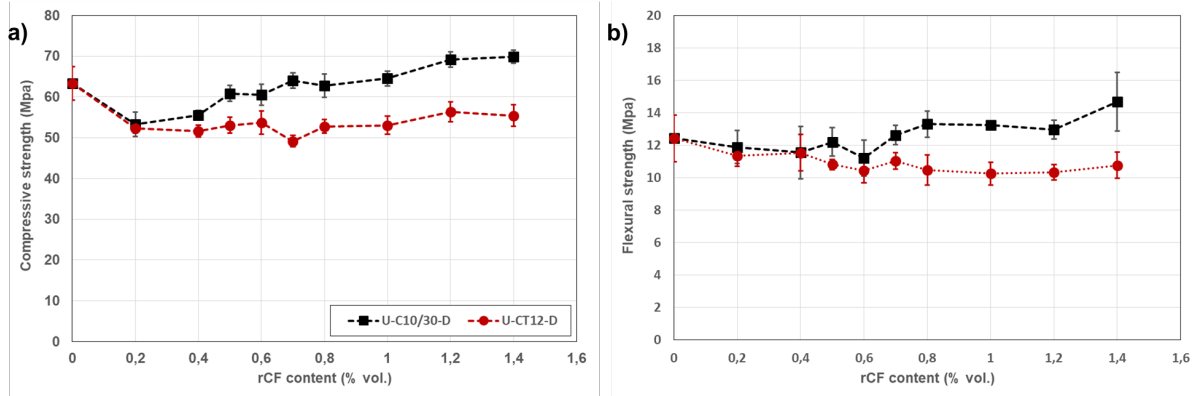 a)
Compressive strength (Mpa)
80
70
60
50
40
30
20
10
0
U-C10/30-D U-CT12-D
0 0,2 0,4 0,6 0,8 1 1,2 1,4 1,6
rCF content (% vol.)
b)
Flexural strength (Mpa)
20
18
16
14
12
10
8
6
4
2
0
0 0,2 0,4 0,6 0,8 1 1,2 1,4 1,6
rCF content (% vol.)